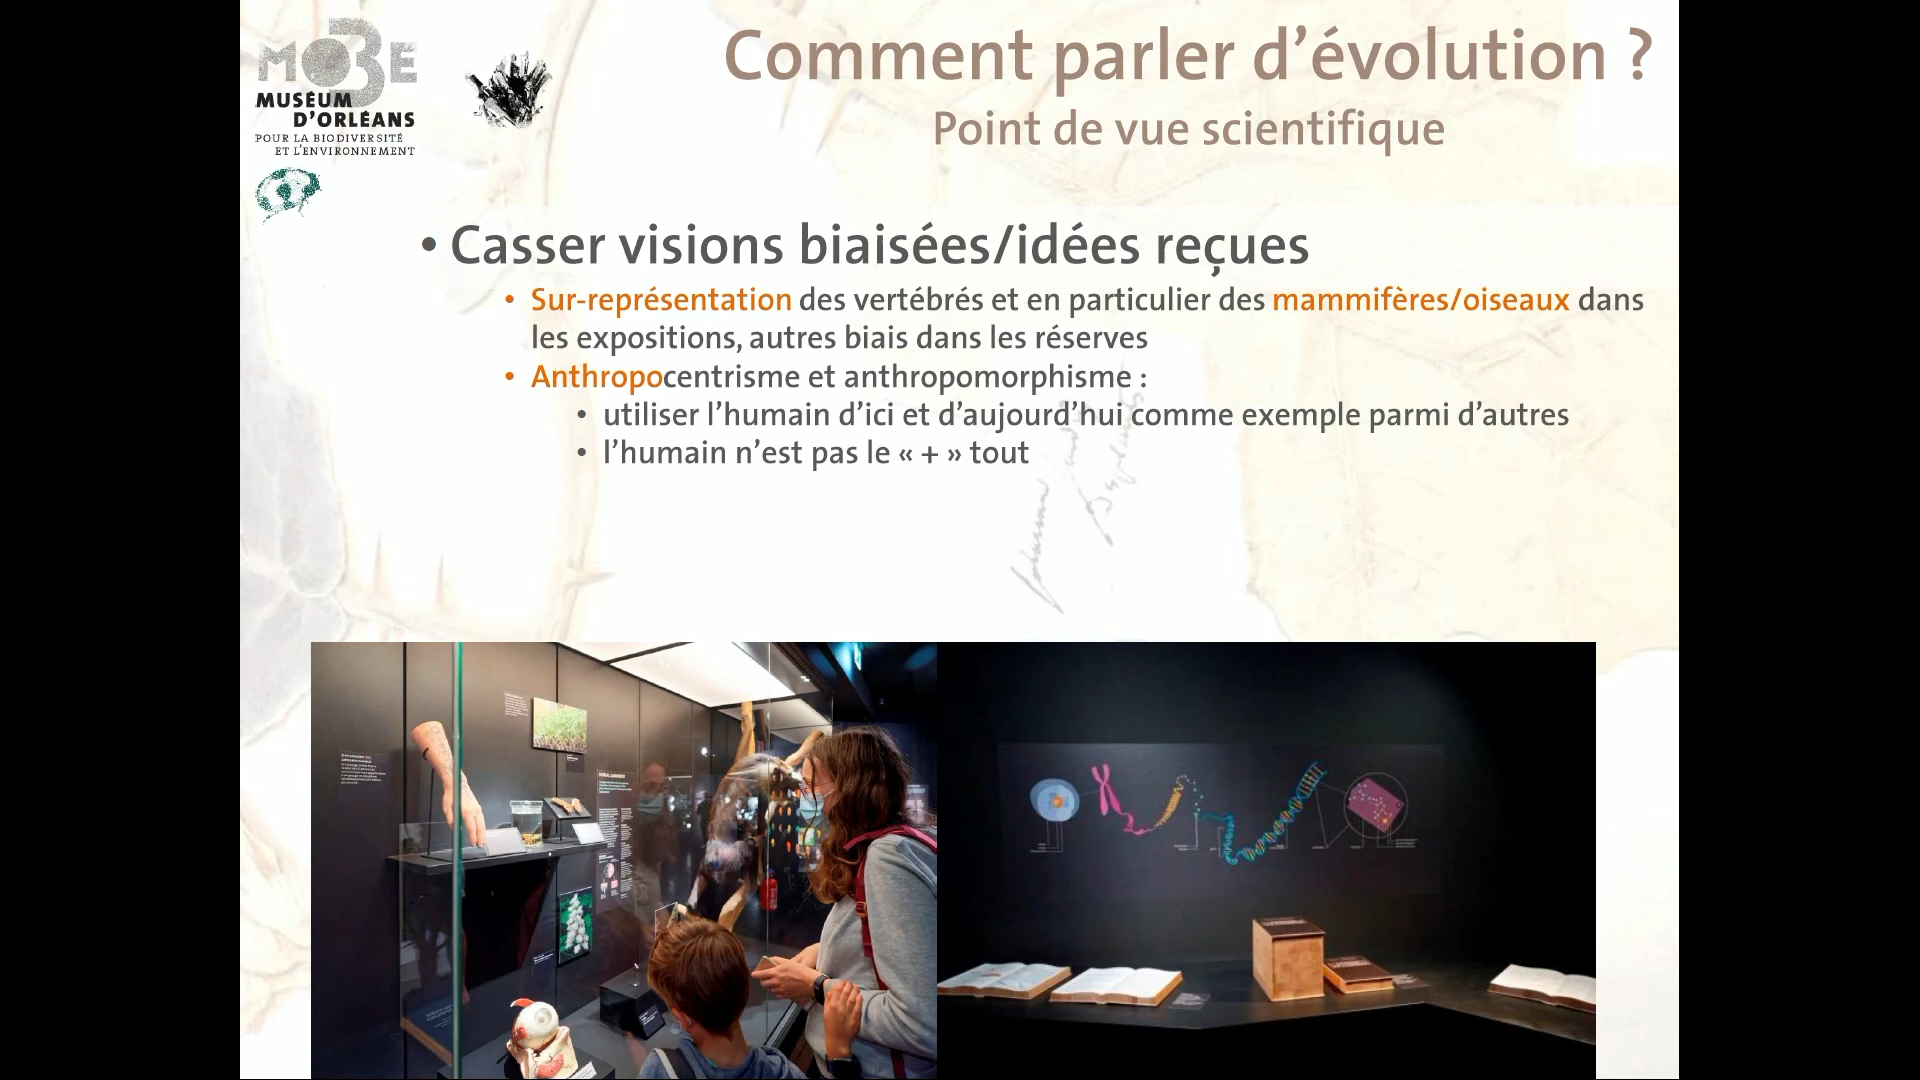 MOBE
MUSÉUM
D'ORLÉANS
POUR LA BIODIVERSITÉ
ET L'ENVIRONNEMENT
Comment parler d'évolution ?
Point de vue scientifique
• Casser visions biaisées/idées reçues
• Sur-représentation des vertébrés et en particulier des mammifères/oiseaux dans
les expositions, autres biais dans les réserves
• Anthropocentrisme et anthropomorphisme :
• utiliser l'humain d'ici et d'aujourd'hui comme exemple parmi d'autres
• l'humain n'est pas le « + » tout